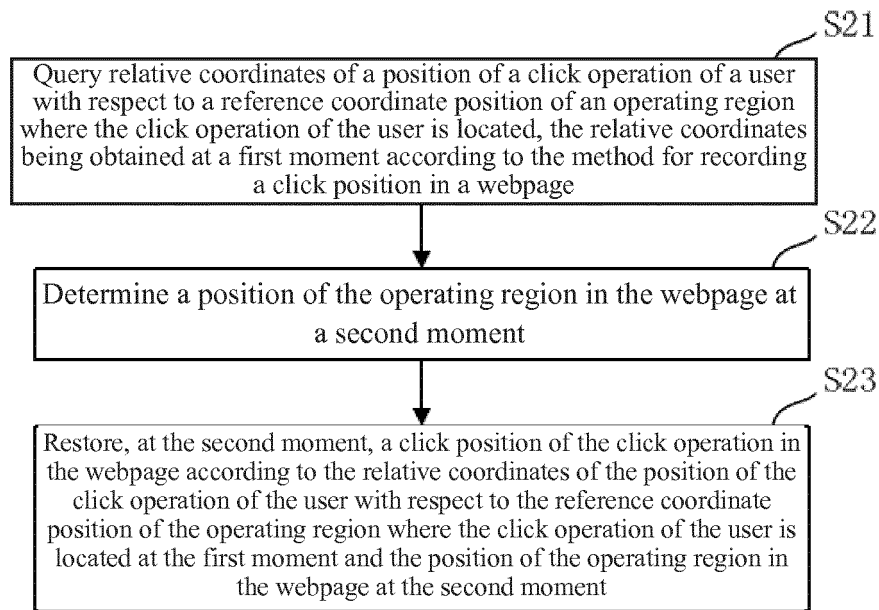 S21
Query relative coordinates of a position of a click operation of a user
with respect to a reference coordinate position of an operating region
where the click operation of the user is located, the relative coordinates
being obtained at a first moment according to the method for recording
a click position in a webpage
S22
Determine a position of the operating region in the webpage at
a second moment
S23
Restore, at the second moment, a click position of the click operation in
the webpage according to the relative coordinates of the position of the
click operation of the user with respect to the reference coordinate
position of the operating region where the click operation of the user is
located at the first moment and the position of the operating region in
the webpage at the second moment